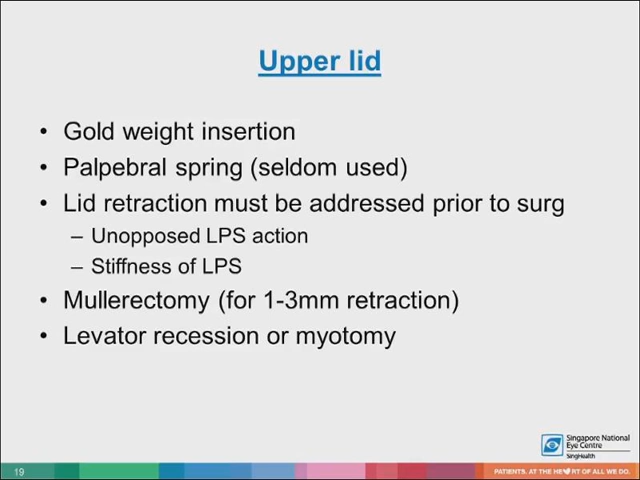 Upper lid
• Gold weight insertion
• Palpebral spring (seldom used)
• Lid retraction must be addressed prior to surg
– Unopposed LPS action
– Stiffness of LPS
• Mullerectomy (for 1-3mm retraction)
• Levator recession or myotomy
Singapore National
Eye Centre
SingHealth
19
PATIENTS. AT THE HE♥RT OF ALL WE DO.